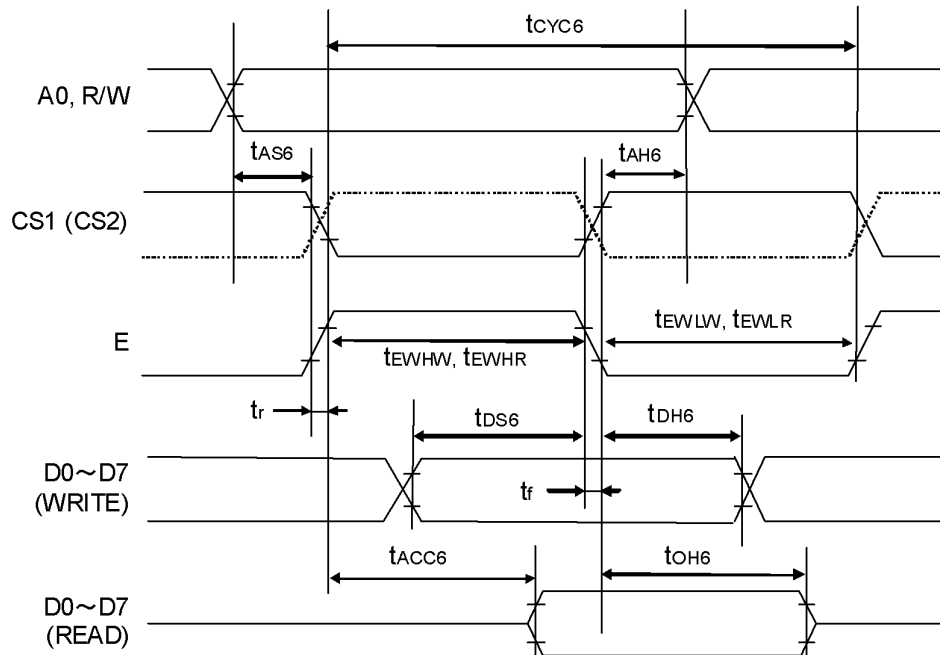 tCYC6
A0, R/W
tAS6
tAH6
CS1 (CS2)
tEWLW, tEWLR
E
tEWHW, tEWHR
tr
tDS6
tDH6
D0～D7
(WRITE)
tf
tACC6
tOH6
D0～D7
(READ)